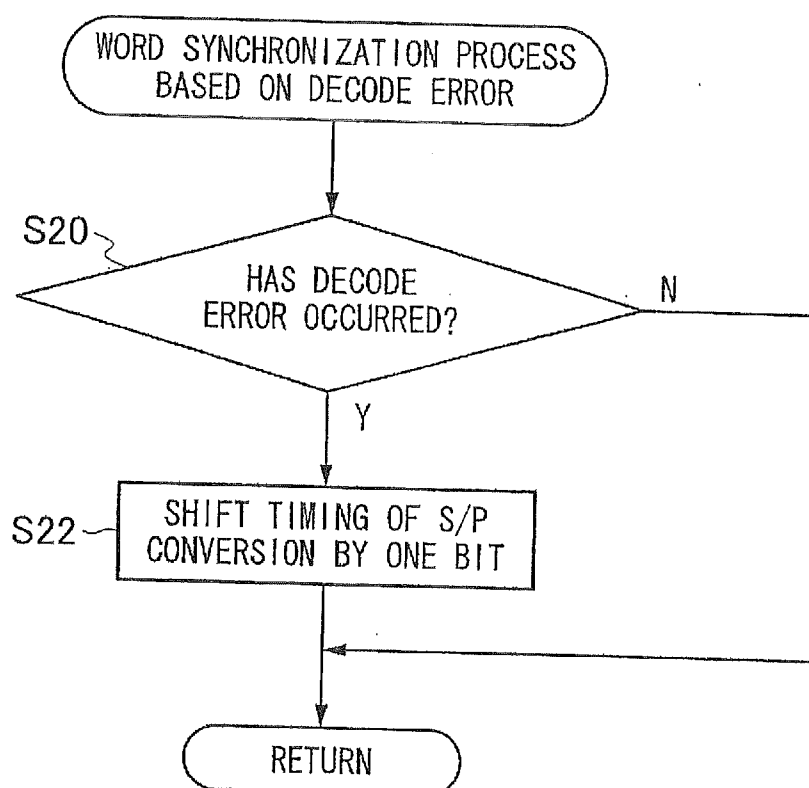 WORD SYNCHRONIZATION PROCESS
BASED ON DECODE ERROR
S20
HAS DECODE
ERROR OCCURRED?
N
Y
S22
SHIFT TIMING OF S/P
CONVERSION BY ONE BIT
RETURN